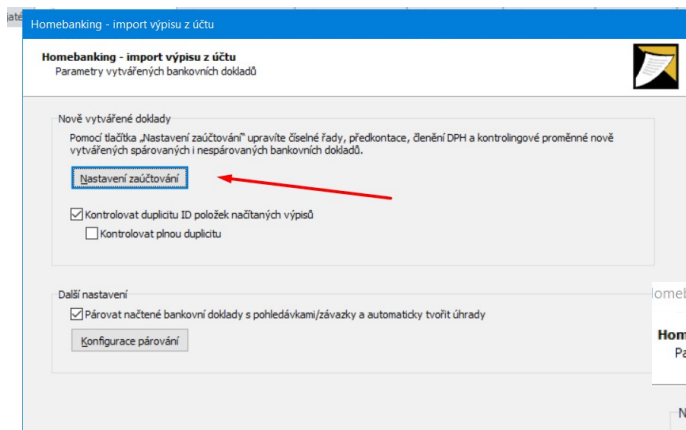 Homebanking - import výpisu z účtu
Homebanking - import výpisu z účtu
Parametry vytvářených bankovních dokladů
Nově vytvářené doklady
Pomocí tlačítka „Nastavení zaúčtování" upravíte číselné řady, předkontace, členění DPH a kontrolingové proměnné nově
vytvářených spárovaných i nespárovaných bankovních dokladů.
Nastavení zaúčtování
Kontrolovat duplicitu ID položek načítaných výpisů
Kontrolovat plnou duplicitu
Další nastavení
Párovat načtené bankovní doklady s pohledávkami/závazky a automaticky tvořit úhrady
Konfigurace párování